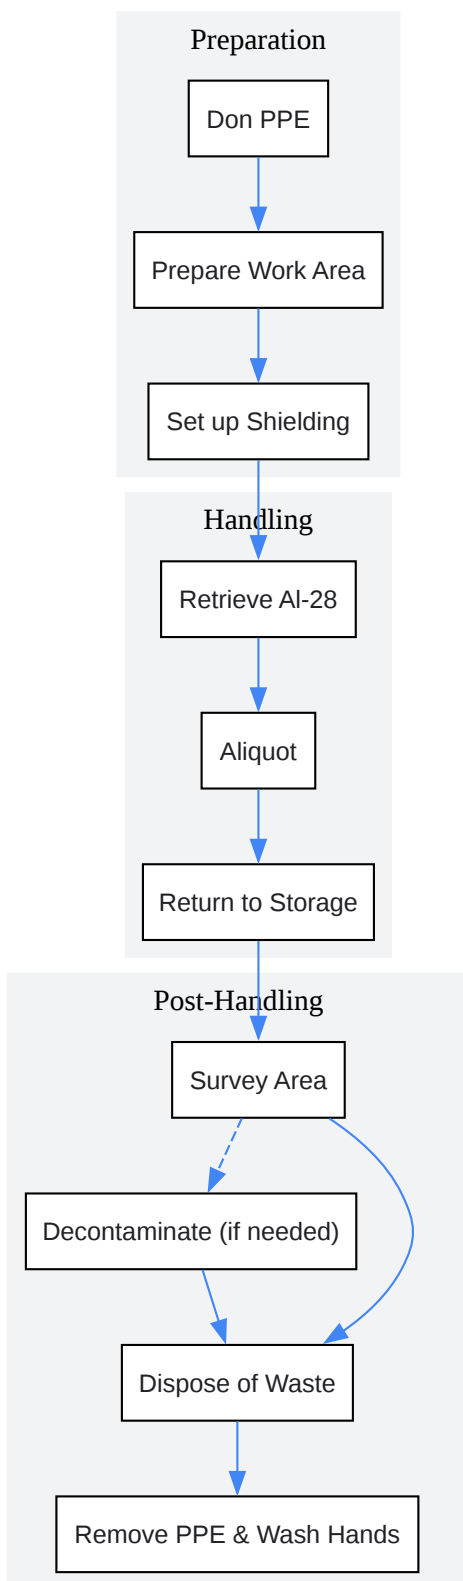 Preparation
Don PPE
Prepare Work Area
Set up Shielding
Handling
Retrieve Al-28
Aliquot
Return to Storage
Post-Handling
Survey Area
Decontaminate (if needed)
Dispose of Waste
Remove PPE & Wash Hands